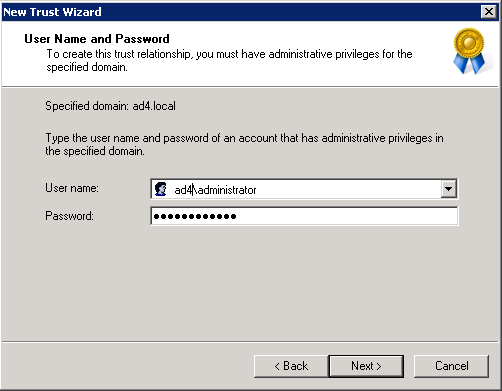 New Trust Wizard
User Name and Password
To create this trust relationship, you must have administrative privileges for the
specified domain.
Specified domain: ad4.local
Type the user name and password of an account that has administrative privileges in
the specified domain.
User name: ad4\administrator
Password: ●●●●●●●●●●●●
< Back Next > Cancel